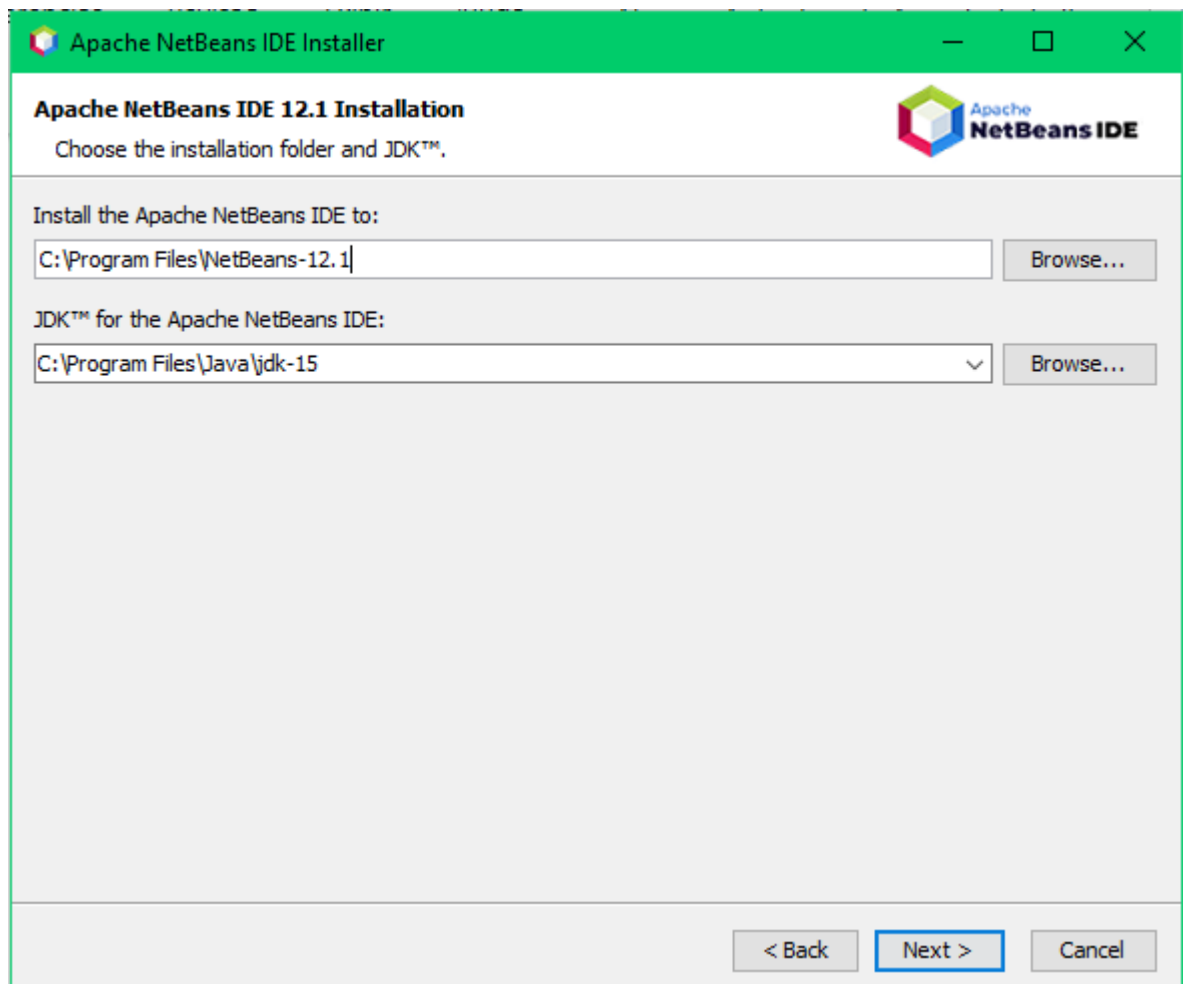 Apache NetBeans IDE Installer
Apache NetBeans IDE 12.1 Installation
Choose the installation folder and JDK™.
Apache
NetBeans IDE
Install the Apache NetBeans IDE to:
C:\Program Files\NetBeans-12.1
Browse...
JDK™ for the Apache NetBeans IDE:
C:\Program Files\Java\jdk-15
Browse...
< Back
Next >
Cancel